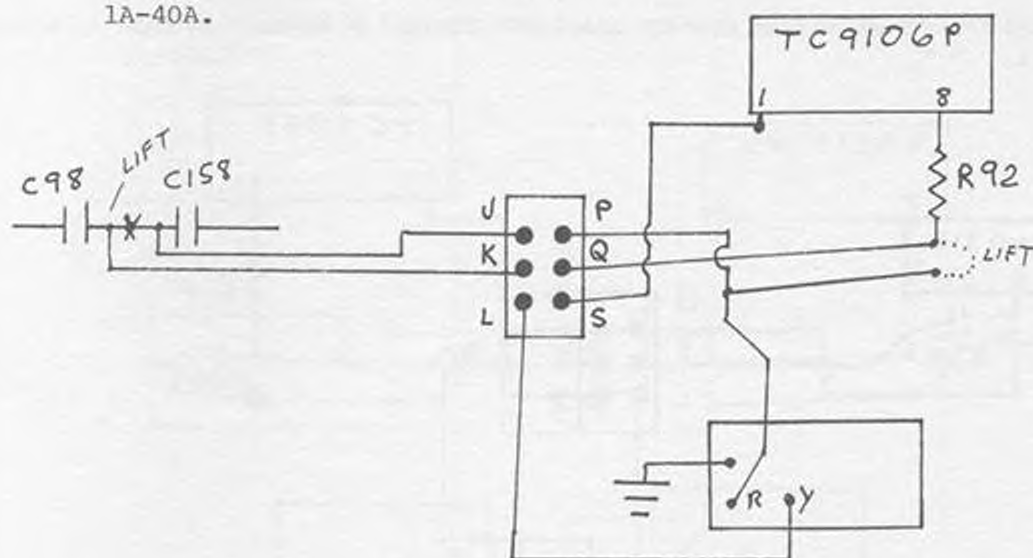 1A-40A.
TC9106P
1 8
LIFT
C98 C158
R92
J P
K Q
LIFT
L S
R Y